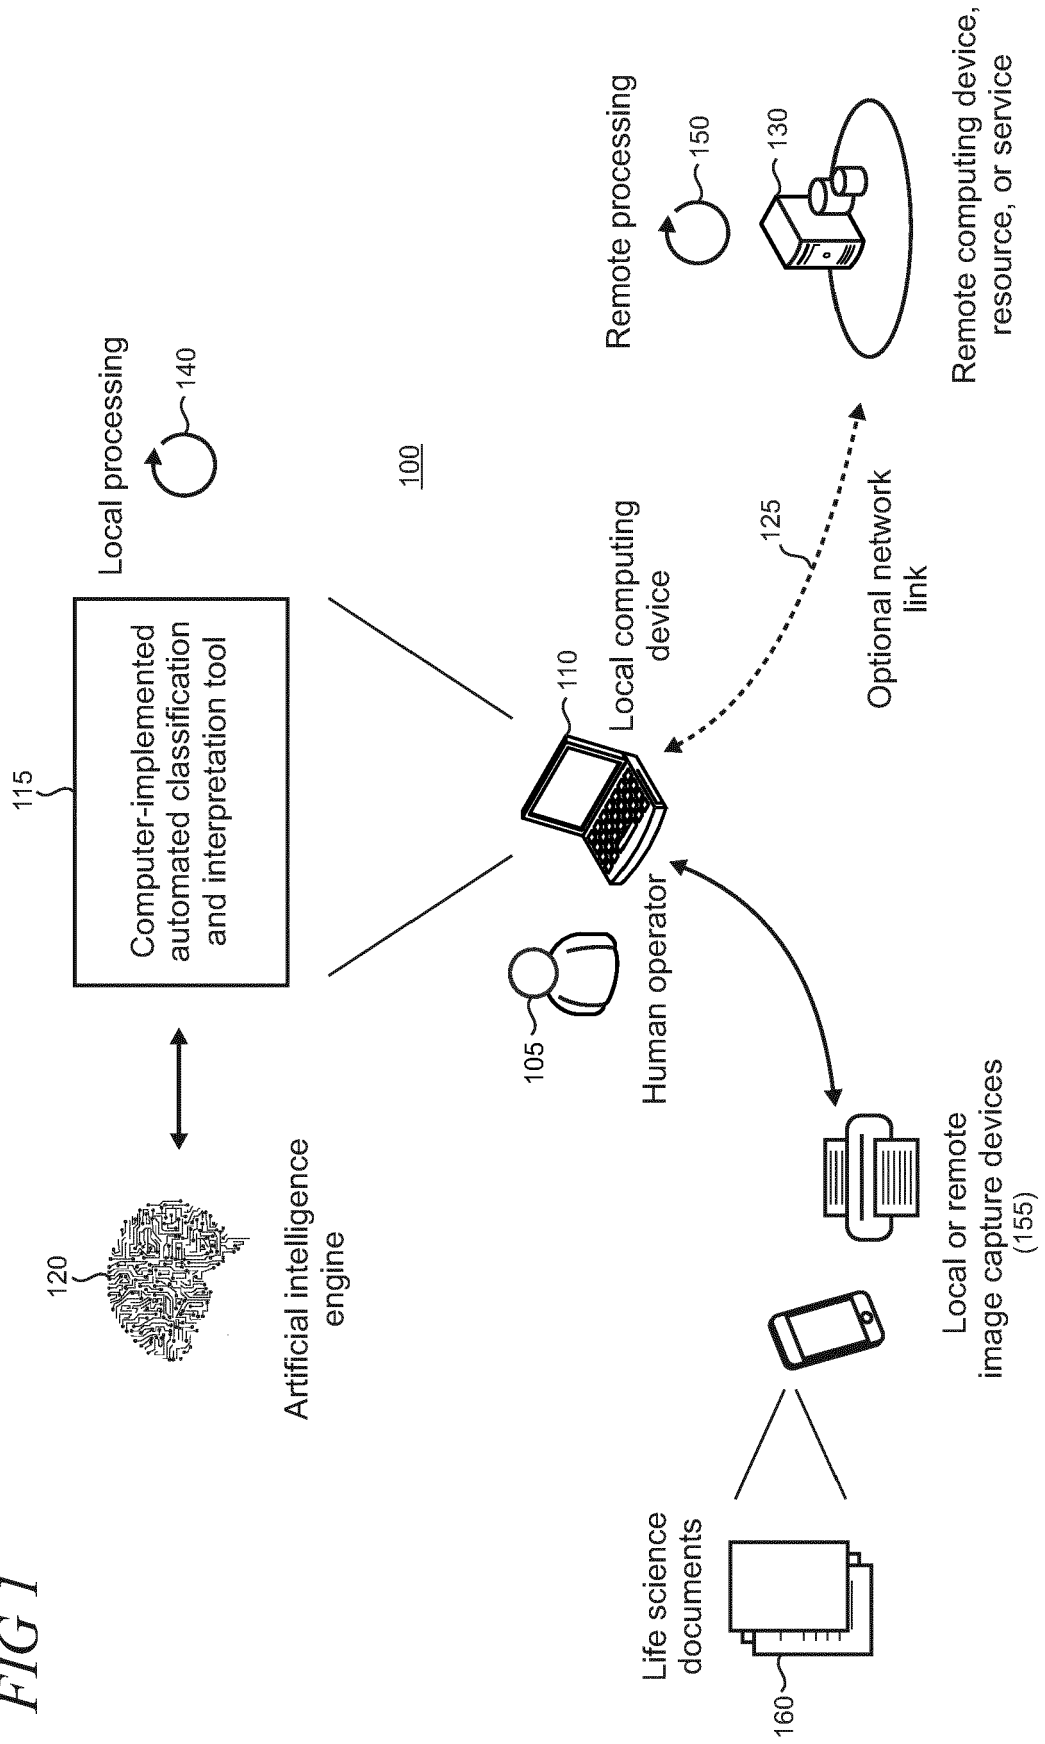 FIG 1
120
Artificial intelligence
engine
115
Computer-implemented
automated classification
and interpretation tool
Local processing
140
100
105
Human operator
110
Local computing
device
Remote processing
150
130
Remote computing device,
resource, or service
125
Optional network
link
Life science
documents
160
Local or remote
image capture devices
(155)